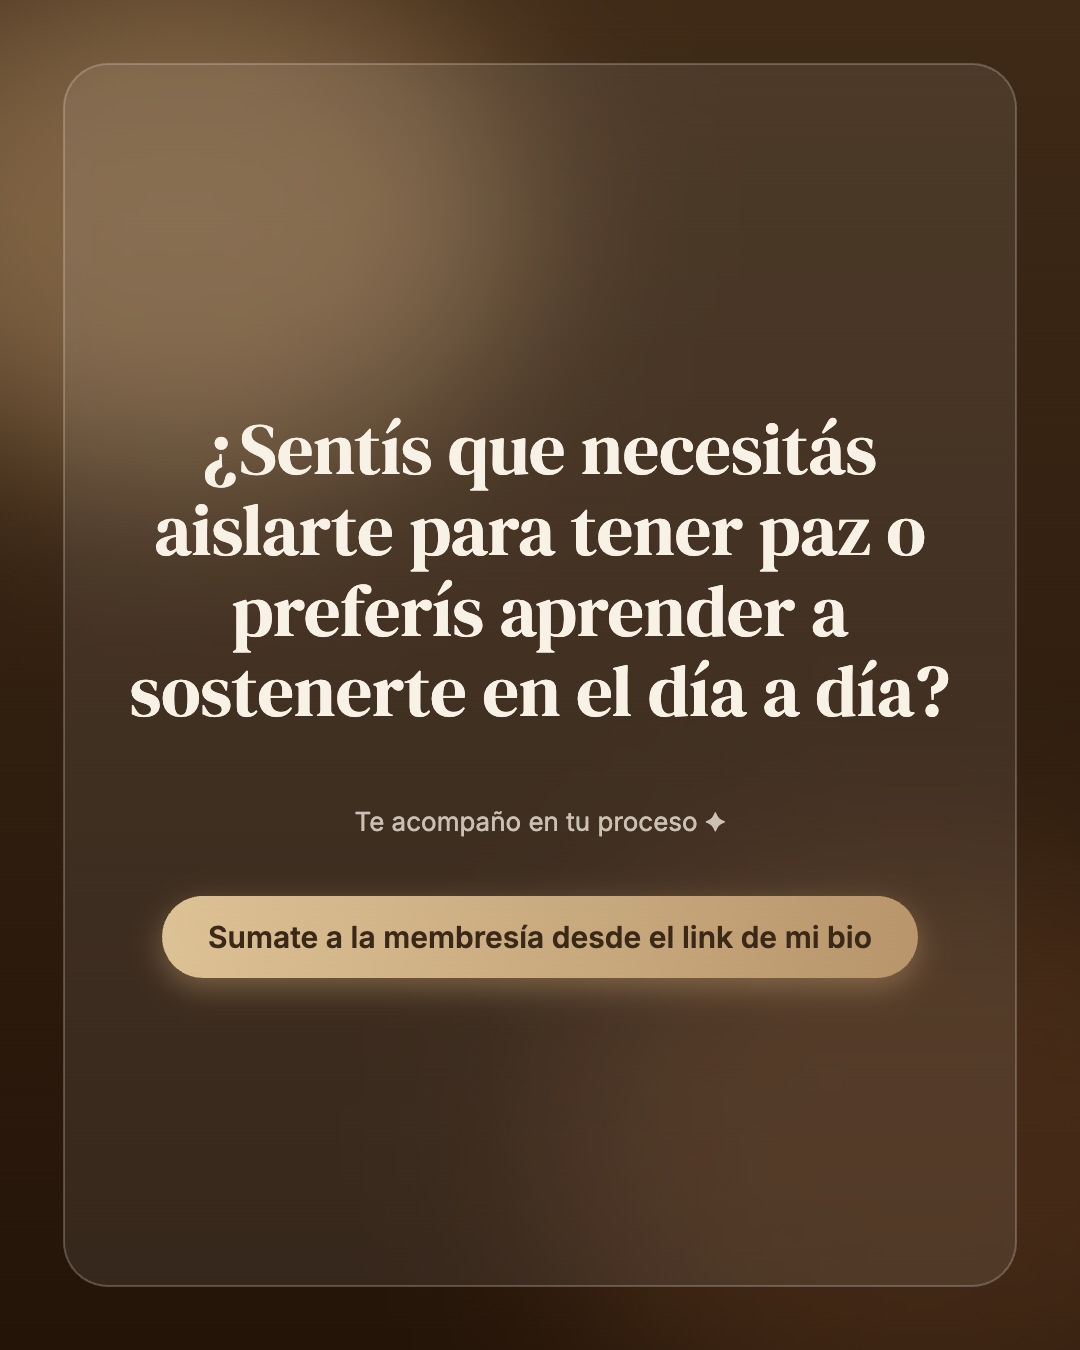 ¿Sentís que necesitás
aislarte para tener paz o
preferís aprender a
sostenerte en el día a día?
Te acompaño en tu proceso ✦
Sumate a la membresía desde el link de mi bio